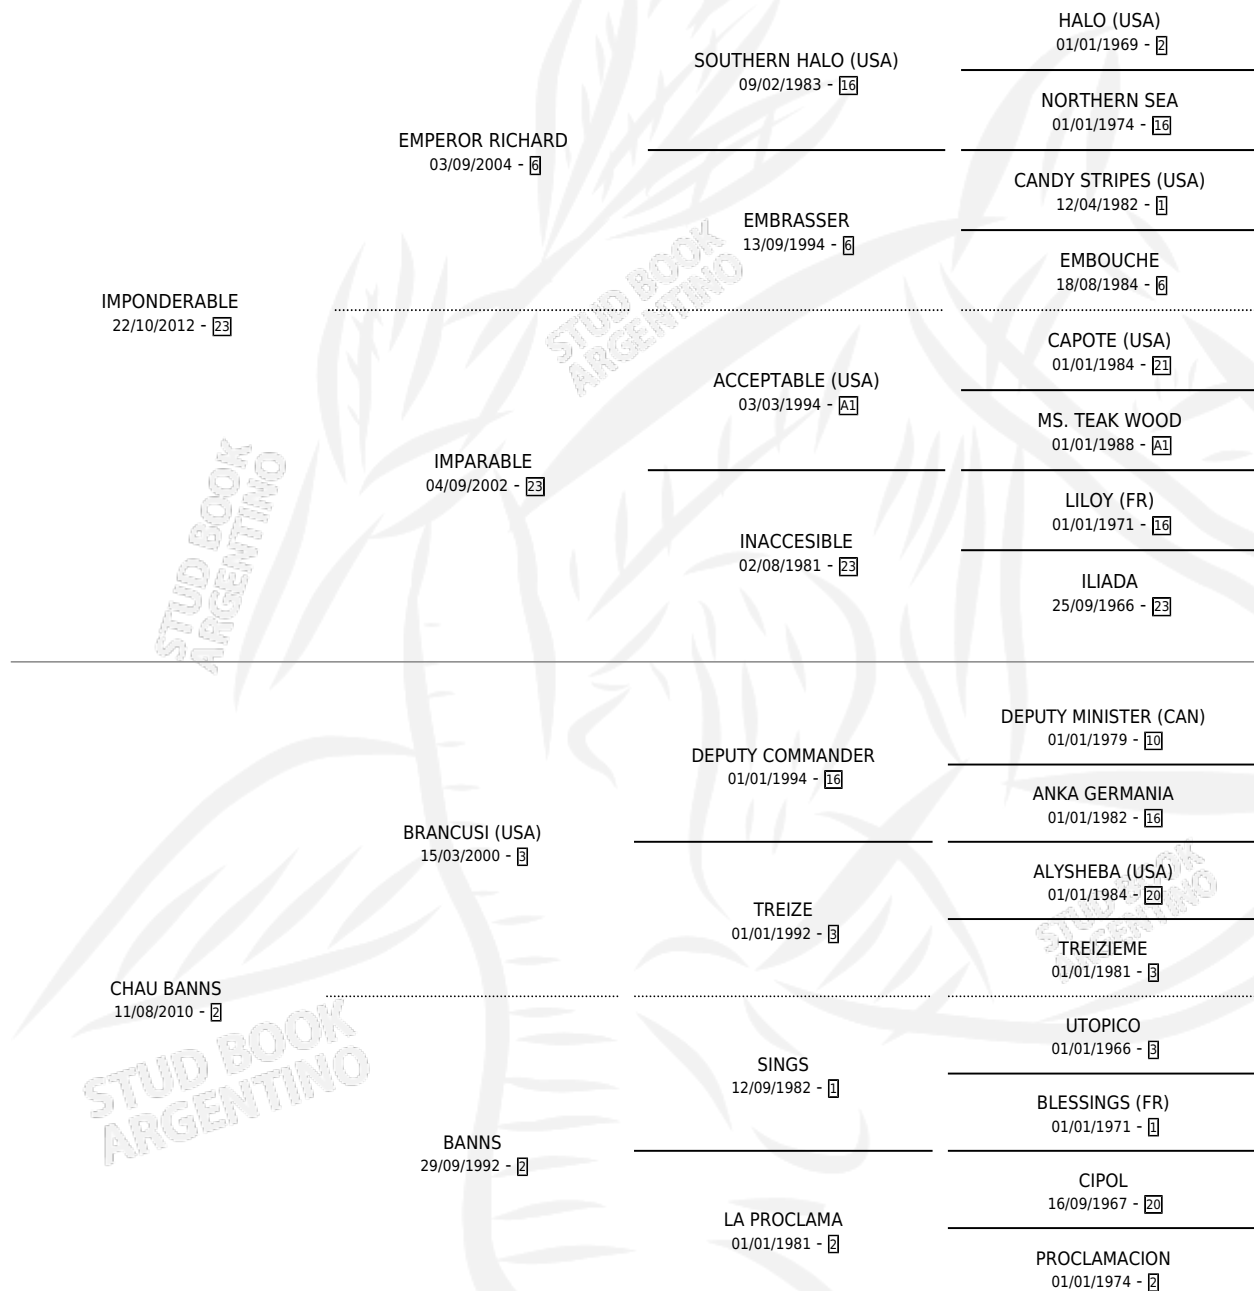 HALO (USA)
01/01/1969 - 2
SOUTHERN HALO (USA)
09/02/1983 - 16
NORTHERN SEA
01/01/1974 - 16
EMPEROR RICHARD
03/09/2004 - 6
CANDY STRIPES (USA)
12/04/1982 - 1
EMBRASSER
13/09/1994 - 6
EMBOUCHE
18/08/1984 - 6
IMPONDERABLE
22/10/2012 - 23
STUD BOOK
ARGENTINO
CAPOTE (USA)
01/01/1984 - 21
ACCEPTABLE (USA)
03/03/1994 - A1
MS. TEAK WOOD
01/01/1988 - A1
IMPARABLE
04/09/2002 - 23
LILOY (FR)
01/01/1971 - 16
INACCESIBLE
02/08/1981 - 23
ILIADA
25/09/1966 - 23
STUD BOOK
ARGENTINO
DEPUTY MINISTER (CAN)
01/01/1979 - 10
DEPUTY COMMANDER
01/01/1994 - 16
ANKA GERMANIA
01/01/1982 - 16
BRANCUSI (USA)
15/03/2000 - 3
ALYSHEBA (USA)
01/01/1984 - 20
TREIZE
01/01/1992 - 3
TREIZIEME
01/01/1981 - 3
STUD BOOK
ARGENTINO
CHAU BANNS
11/08/2010 - 2
UTOPICO
01/01/1966 - 3
SINGS
12/09/1982 - 1
BLESSINGS (FR)
01/01/1971 - 1
STUD BOOK
ARGENTINO
BANNS
29/09/1992 - 2
CIPOL
16/09/1967 - 20
LA PROCLAMA
01/01/1981 - 2
PROCLAMACION
01/01/1974 - 2